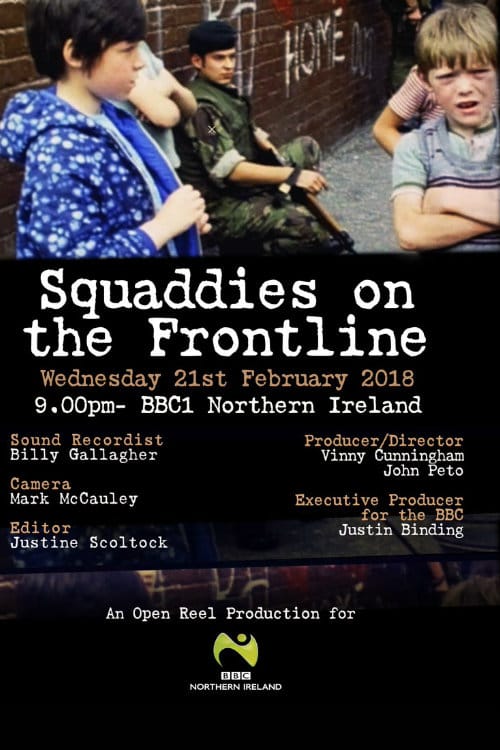 HOME
Squaddies on
the Frontline
Wednesday 21st February 2018
9.00pm- BBC1 Northern Ireland
Sound Recordist
Billy Gallagher
Camera
Mark McCauley
Editor
Justine Scoltock
Producer/Director
Vinny Cunningham
John Peto
Executive Producer
for the BBC
Justin Binding
An Open Reel Production for
BBC
NORTHERN IRELAND